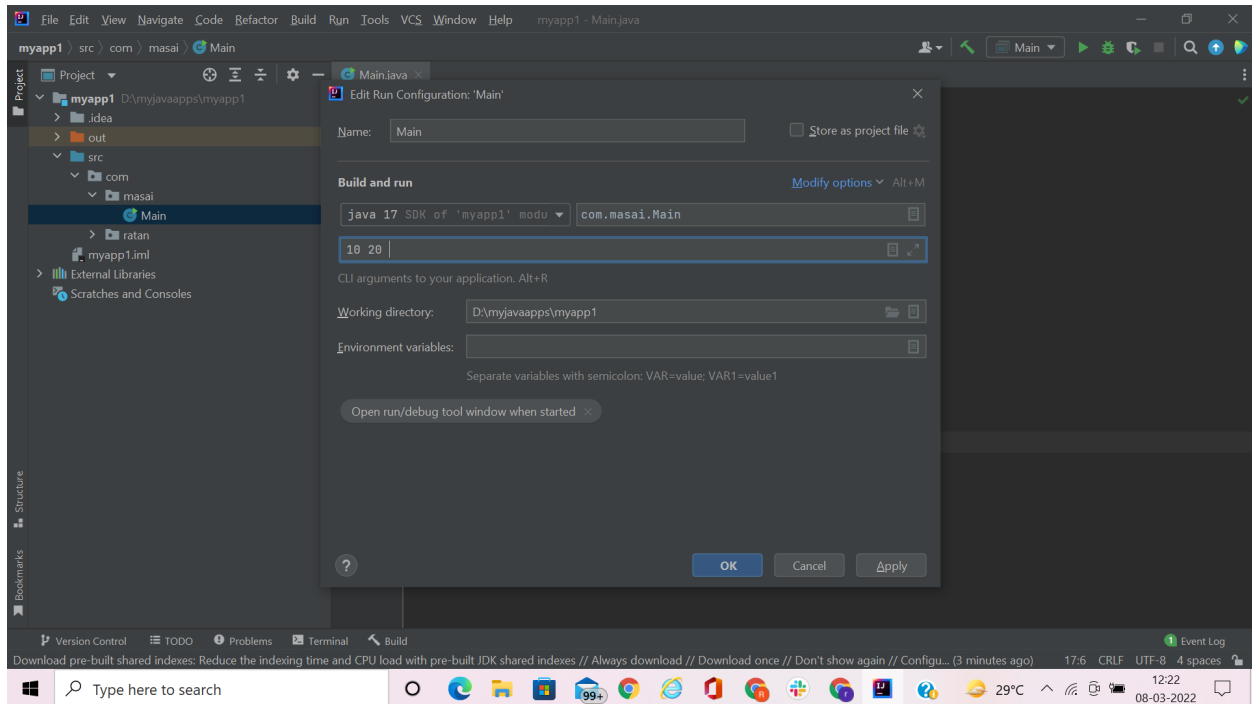 File Edit View Navigate Code Refactor Build Run Tools VCS Window Help myapp1 - Main.java
myapp1 src com masai Main
Main
Project
Project
Main.java
myapp1 D:\myjavaapps\myapp1
.idea
out
src
com
masai
Main
ratan
myapp1.iml
External Libraries
Scratches and Consoles
Edit Run Configuration: 'Main'
Name: Main Store as project file
Build and run Modify options Alt+M
java 17 SDK of 'myapp1' modu com.masai.Main
10 20
CLI arguments to your application. Alt+R
Working directory: D:\myjavaapps\myapp1
Environment variables:
Separate variables with semicolon: VAR=value; VAR1=value1
Open run/debug tool window when started
? OK Cancel Apply
Structure
Bookmarks
Version Control TODO Problems Terminal Build 1 Event Log
Download pre-built shared indexes: Reduce the indexing time and CPU load with pre-built JDK shared indexes // Always download // Download once // Don't show again // Configu... (3 minutes ago) 17:6 CRLF UTF-8 4 spaces
Type here to search 99+ 29°C 12:22
08-03-2022